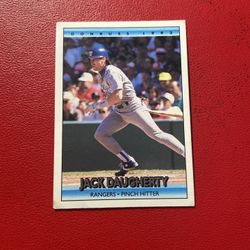 DONRUSS 1992
JACK DAUGHERTY
RANGERS • PINCH HITTER